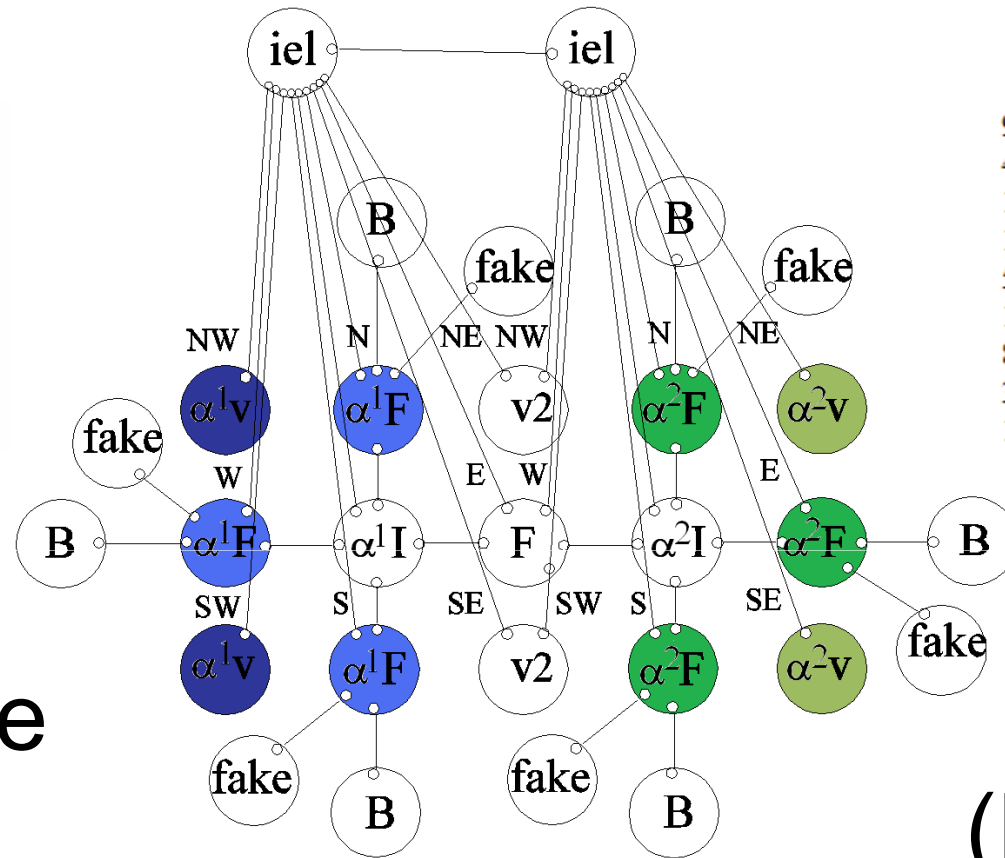 iel iel
B B
fake fake
NW N NE NW N NE
α¹v α¹F v2 α²F α²v
fake
W E W E
B α¹F α¹I F α²I α²F B
SW S SE SW S SE
fake
α¹v α¹F v2 α²F α²v
e
fake fake
B B
(